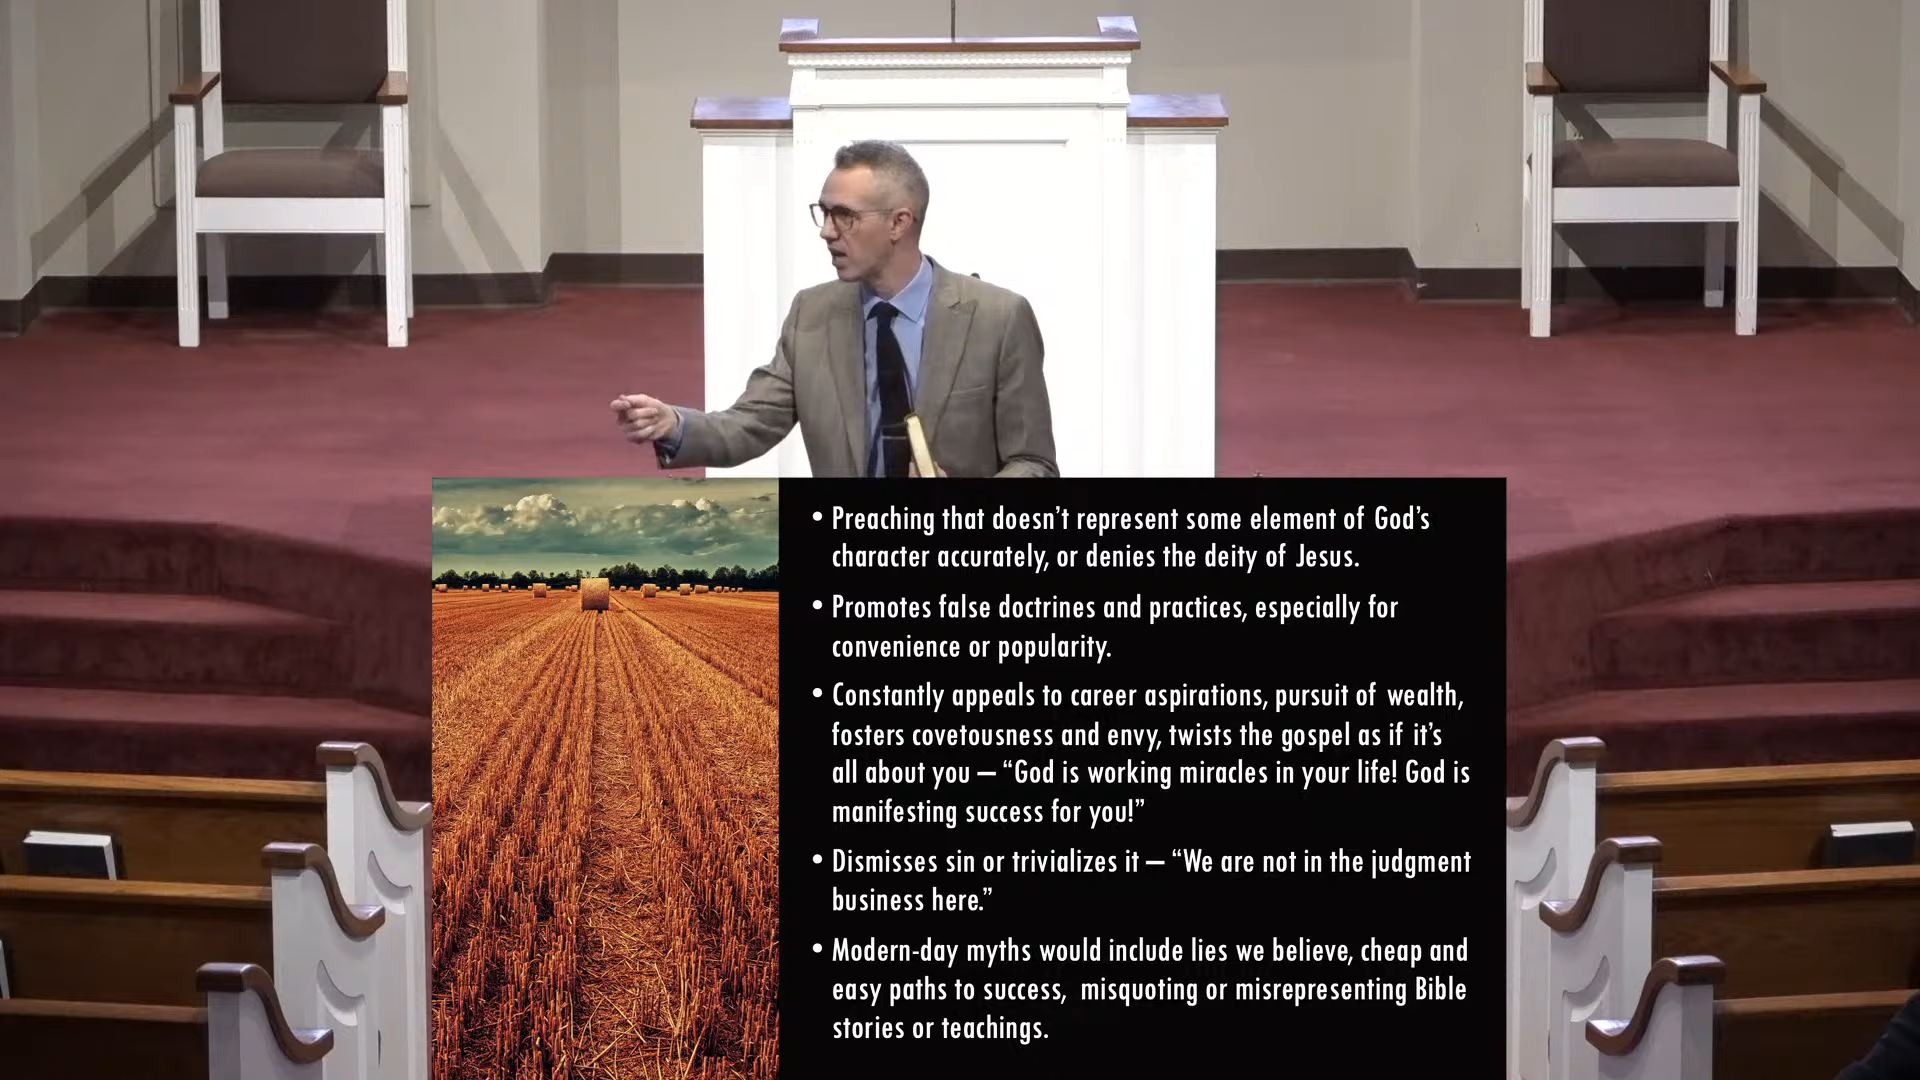 • Preaching that doesn’t represent some element of God’s
character accurately, or denies the deity of Jesus.
• Promotes false doctrines and practices, especially for
convenience or popularity.
• Constantly appeals to career aspirations, pursuit of wealth,
fosters covetousness and envy, twists the gospel as if it’s
all about you – “God is working miracles in your life! God is
manifesting success for you!”
• Dismisses sin or trivializes it – “We are not in the judgment
business here.”
• Modern-day myths would include lies we believe, cheap and
easy paths to success,  misquoting or misrepresenting Bible
stories or teachings.